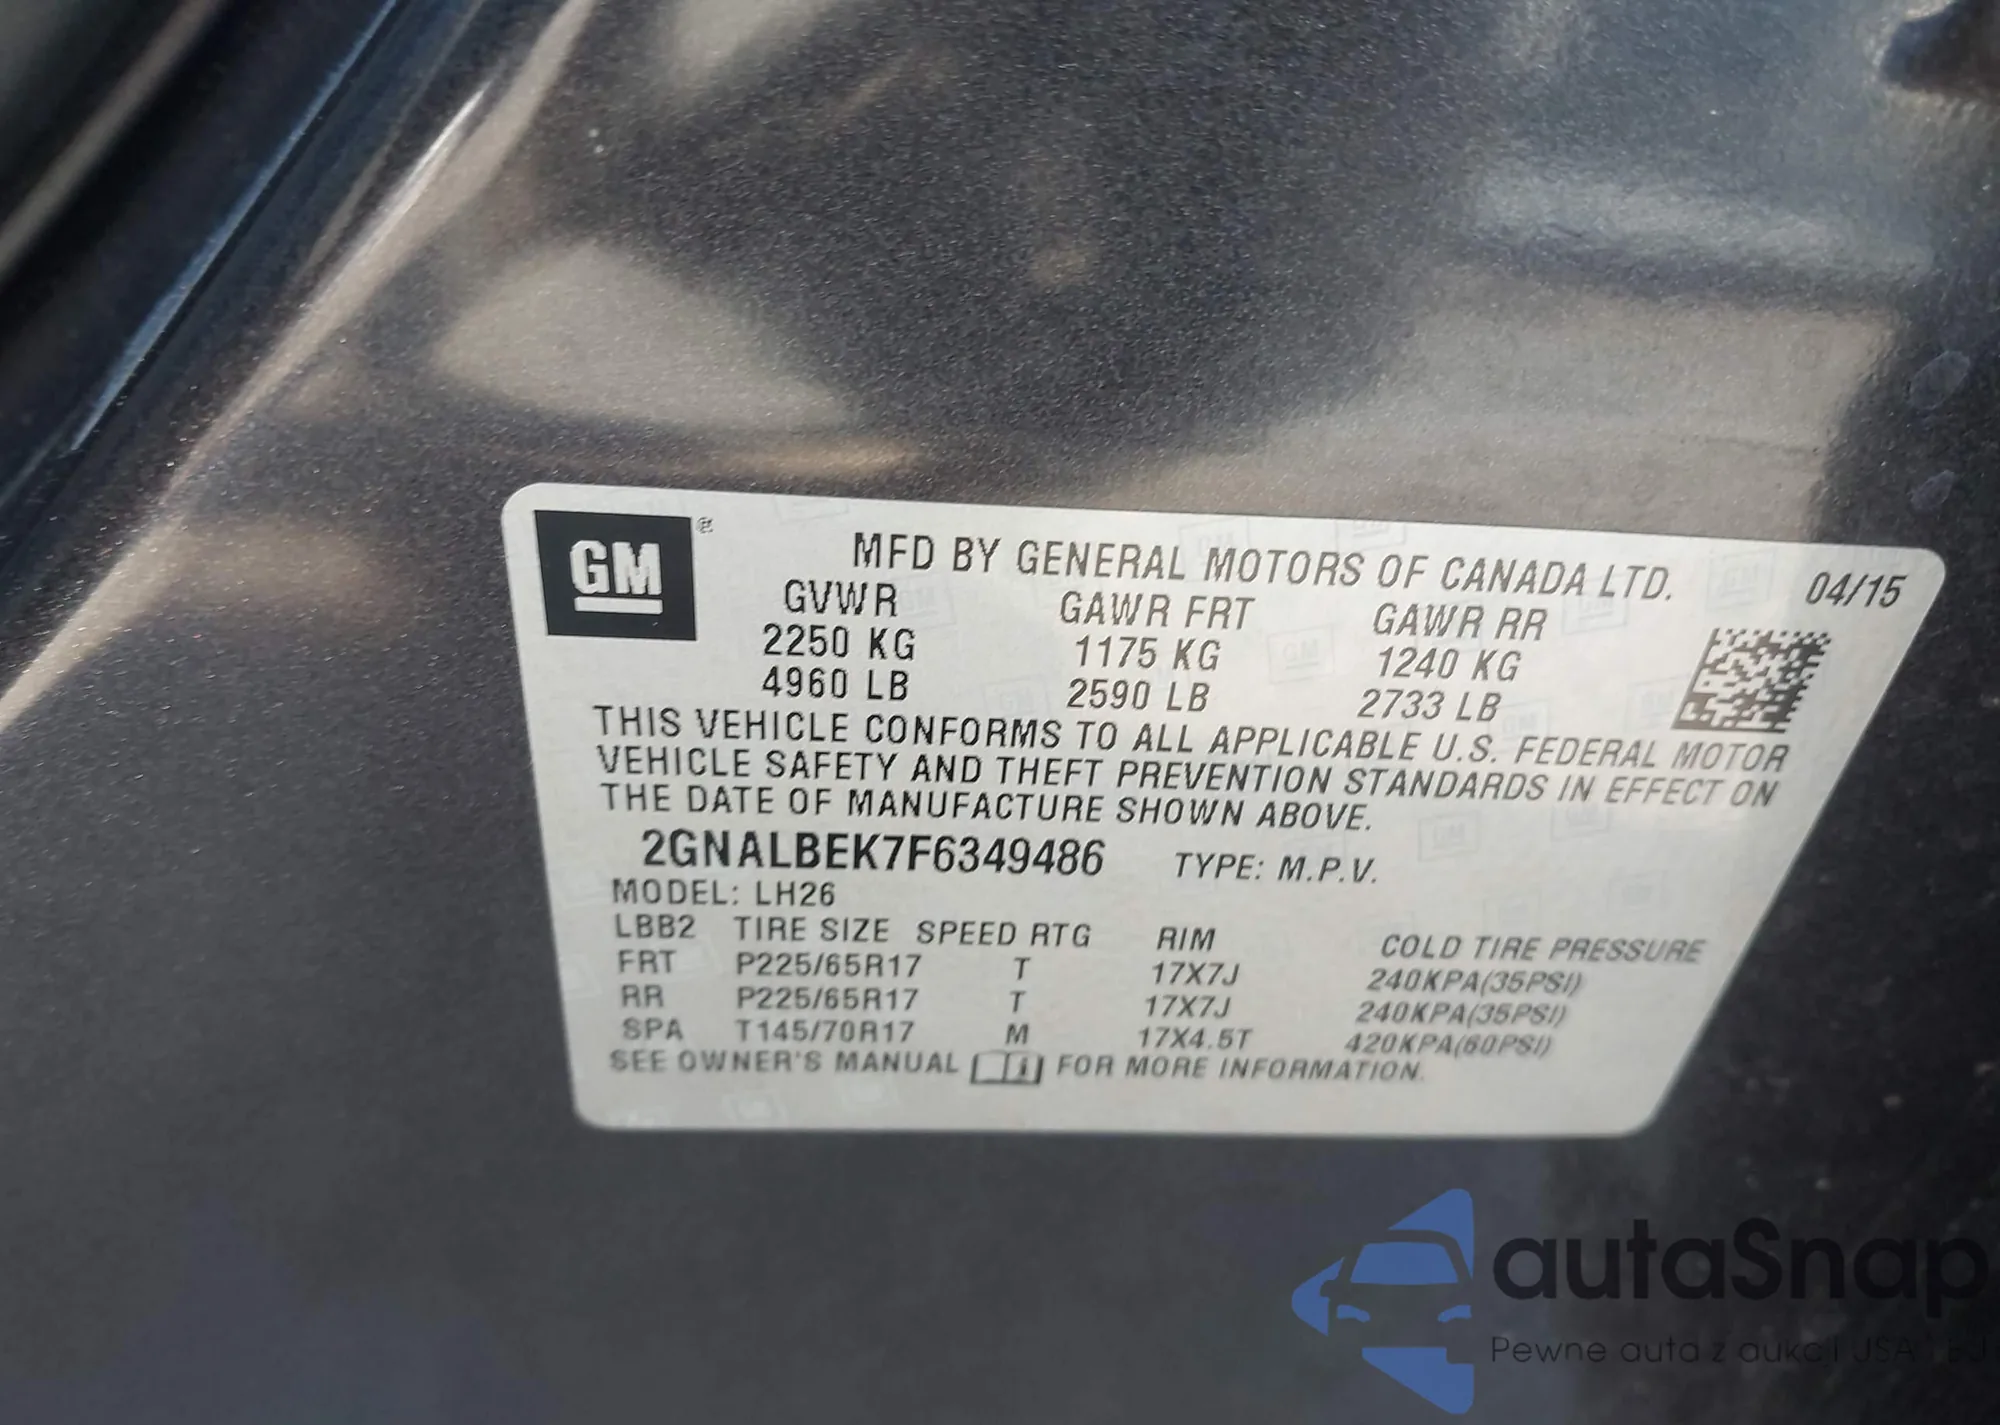 GM ®
MFD BY GENERAL MOTORS OF CANADA LTD.
04/15
GVWR GAWR FRT GAWR RR
2250 KG 1175 KG 1240 KG
4960 LB 2590 LB 2733 LB
THIS VEHICLE CONFORMS TO ALL APPLICABLE U.S. FEDERAL MOTOR
VEHICLE SAFETY AND THEFT PREVENTION STANDARDS IN EFFECT ON
THE DATE OF MANUFACTURE SHOWN ABOVE.
2GNALBEK7F6349486 TYPE: M.P.V.
MODEL: LH26
LBB2 TIRE SIZE SPEED RTG RIM COLD TIRE PRESSURE
FRT P225/65R17 T 17X7J 240KPA(35PSI)
RR P225/65R17 T 17X7J 240KPA(35PSI)
SPA T145/70R17 M 17X4.5T 420KPA(60PSI)
SEE OWNER'S MANUAL FOR MORE INFORMATION.
autaSnap
Pewne auta z aukcji